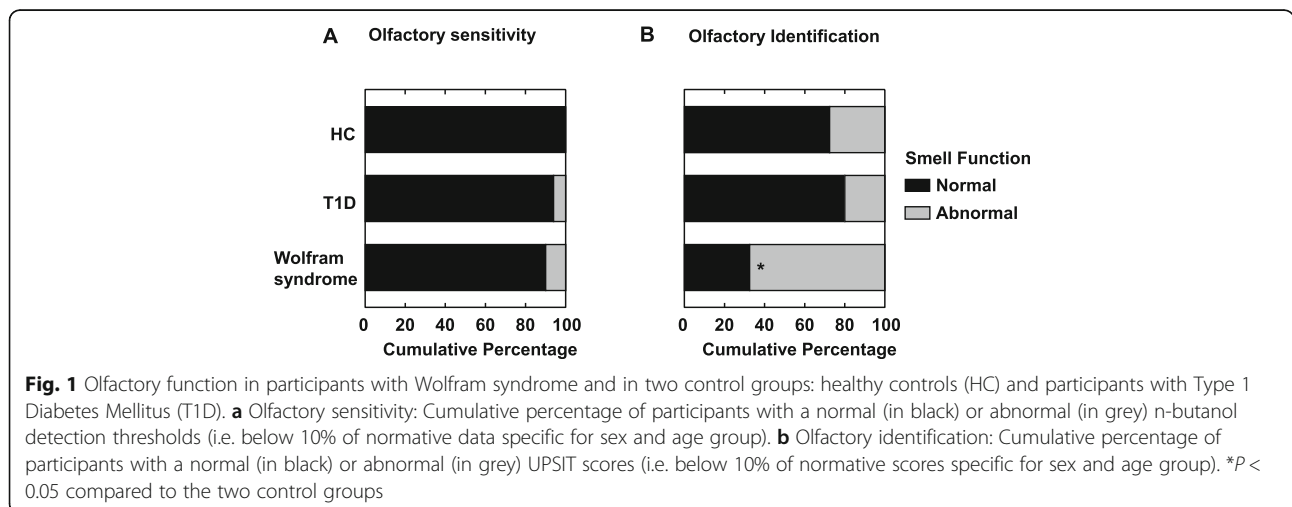 A Olfactory sensitivity
B Olfactory Identification
HC
T1D
Wolfram
syndrome
0 20 40 60 80 100
Cumulative Percentage
0 20 40 60 80 100
Cumulative Percentage
*
Smell Function
Normal
Abnormal
Fig. 1 Olfactory function in participants with Wolfram syndrome and in two control groups: healthy controls (HC) and participants with Type 1
Diabetes Mellitus (T1D). a Olfactory sensitivity: Cumulative percentage of participants with a normal (in black) or abnormal (in grey) n-butanol
detection thresholds (i.e. below 10% of normative data specific for sex and age group). b Olfactory identification: Cumulative percentage of
participants with a normal (in black) or abnormal (in grey) UPSIT scores (i.e. below 10% of normative scores specific for sex and age group). *P <
0.05 compared to the two control groups